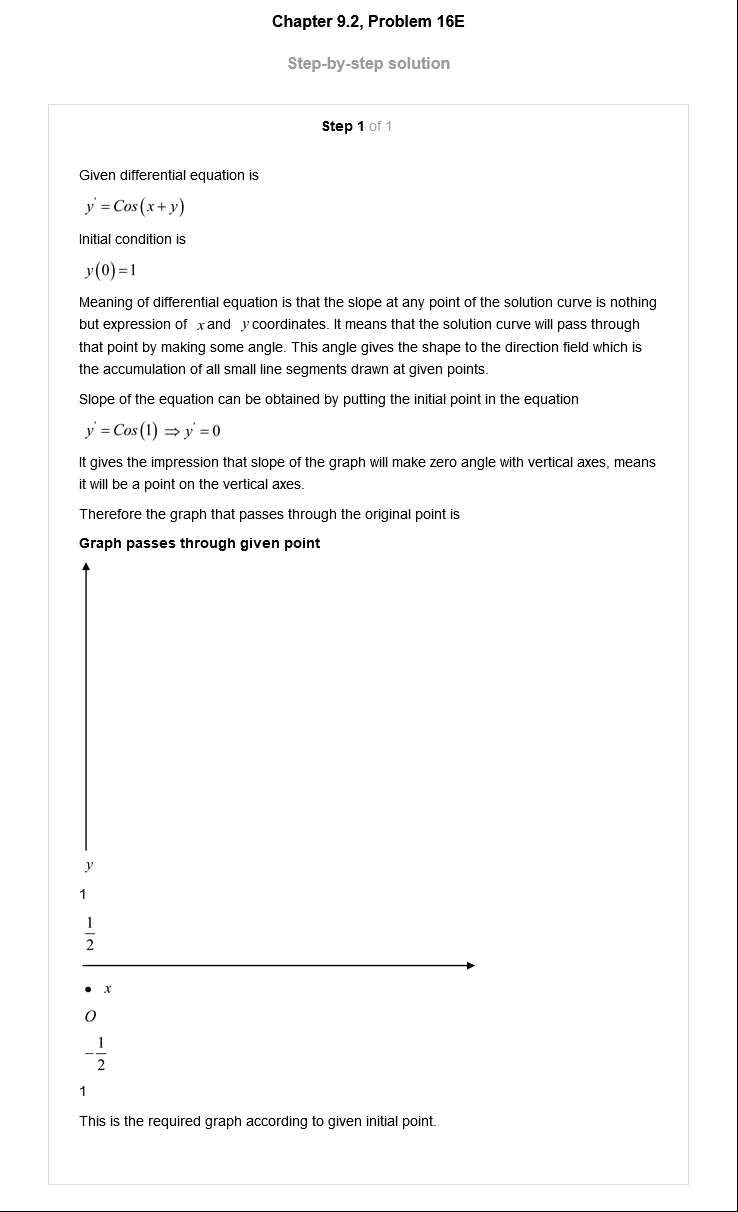 Chapter 9.2, Problem 16E
Step-by-step solution
Step 1 of 1
Given differential equation is
y' = Cos(x + y)
Initial condition is
y(0) = 1
Meaning of differential equation is that the slope at any point of the solution curve is nothing
but expression of x and y coordinates. It means that the solution curve will pass through
that point by making some angle. This angle gives the shape to the direction field which is
the accumulation of all small line segments drawn at given points.
Slope of the equation can be obtained by putting the initial point in the equation
y' = Cos(1) ⇒ y' = 0
It gives the impression that slope of the graph will make zero angle with vertical axes, means
it will be a point on the vertical axes.
Therefore the graph that passes through the original point is
Graph passes through given point
y
1
1/2
• x
O
-1/2
1
This is the required graph according to given initial point.